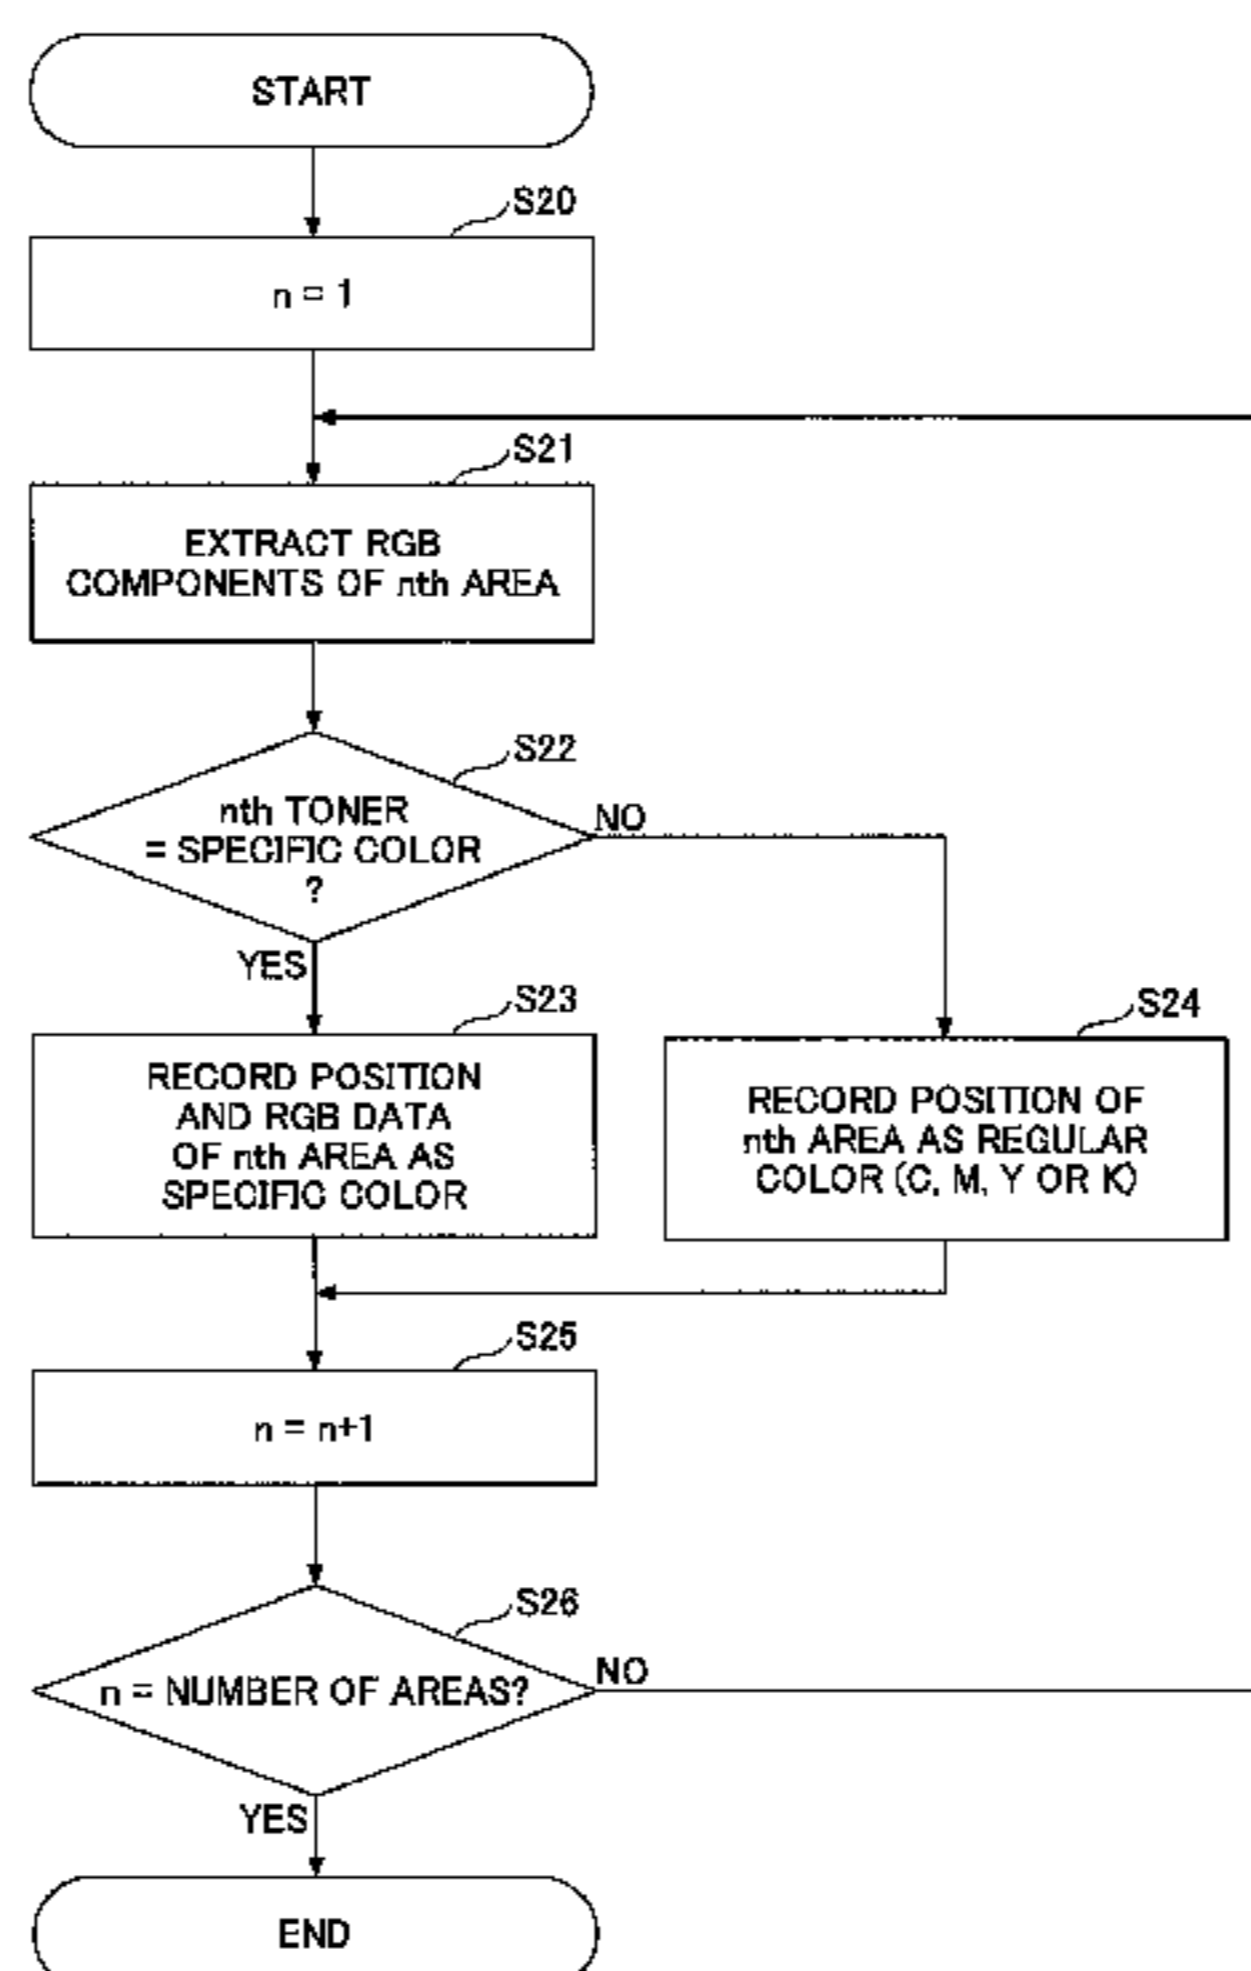 START
S20
n = 1
S21
EXTRACT RGB
COMPONENTS OF nth AREA
S22
nth TONER
= SPECIFIC COLOR
?
NO
YES
S23
RECORD POSITION
AND RGB DATA
OF nth AREA AS
SPECIFIC COLOR
S24
RECORD POSITION OF
nth AREA AS REGULAR
COLOR (C, M, Y OR K)
S25
n = n+1
S26
n = NUMBER OF AREAS?
NO
YES
END